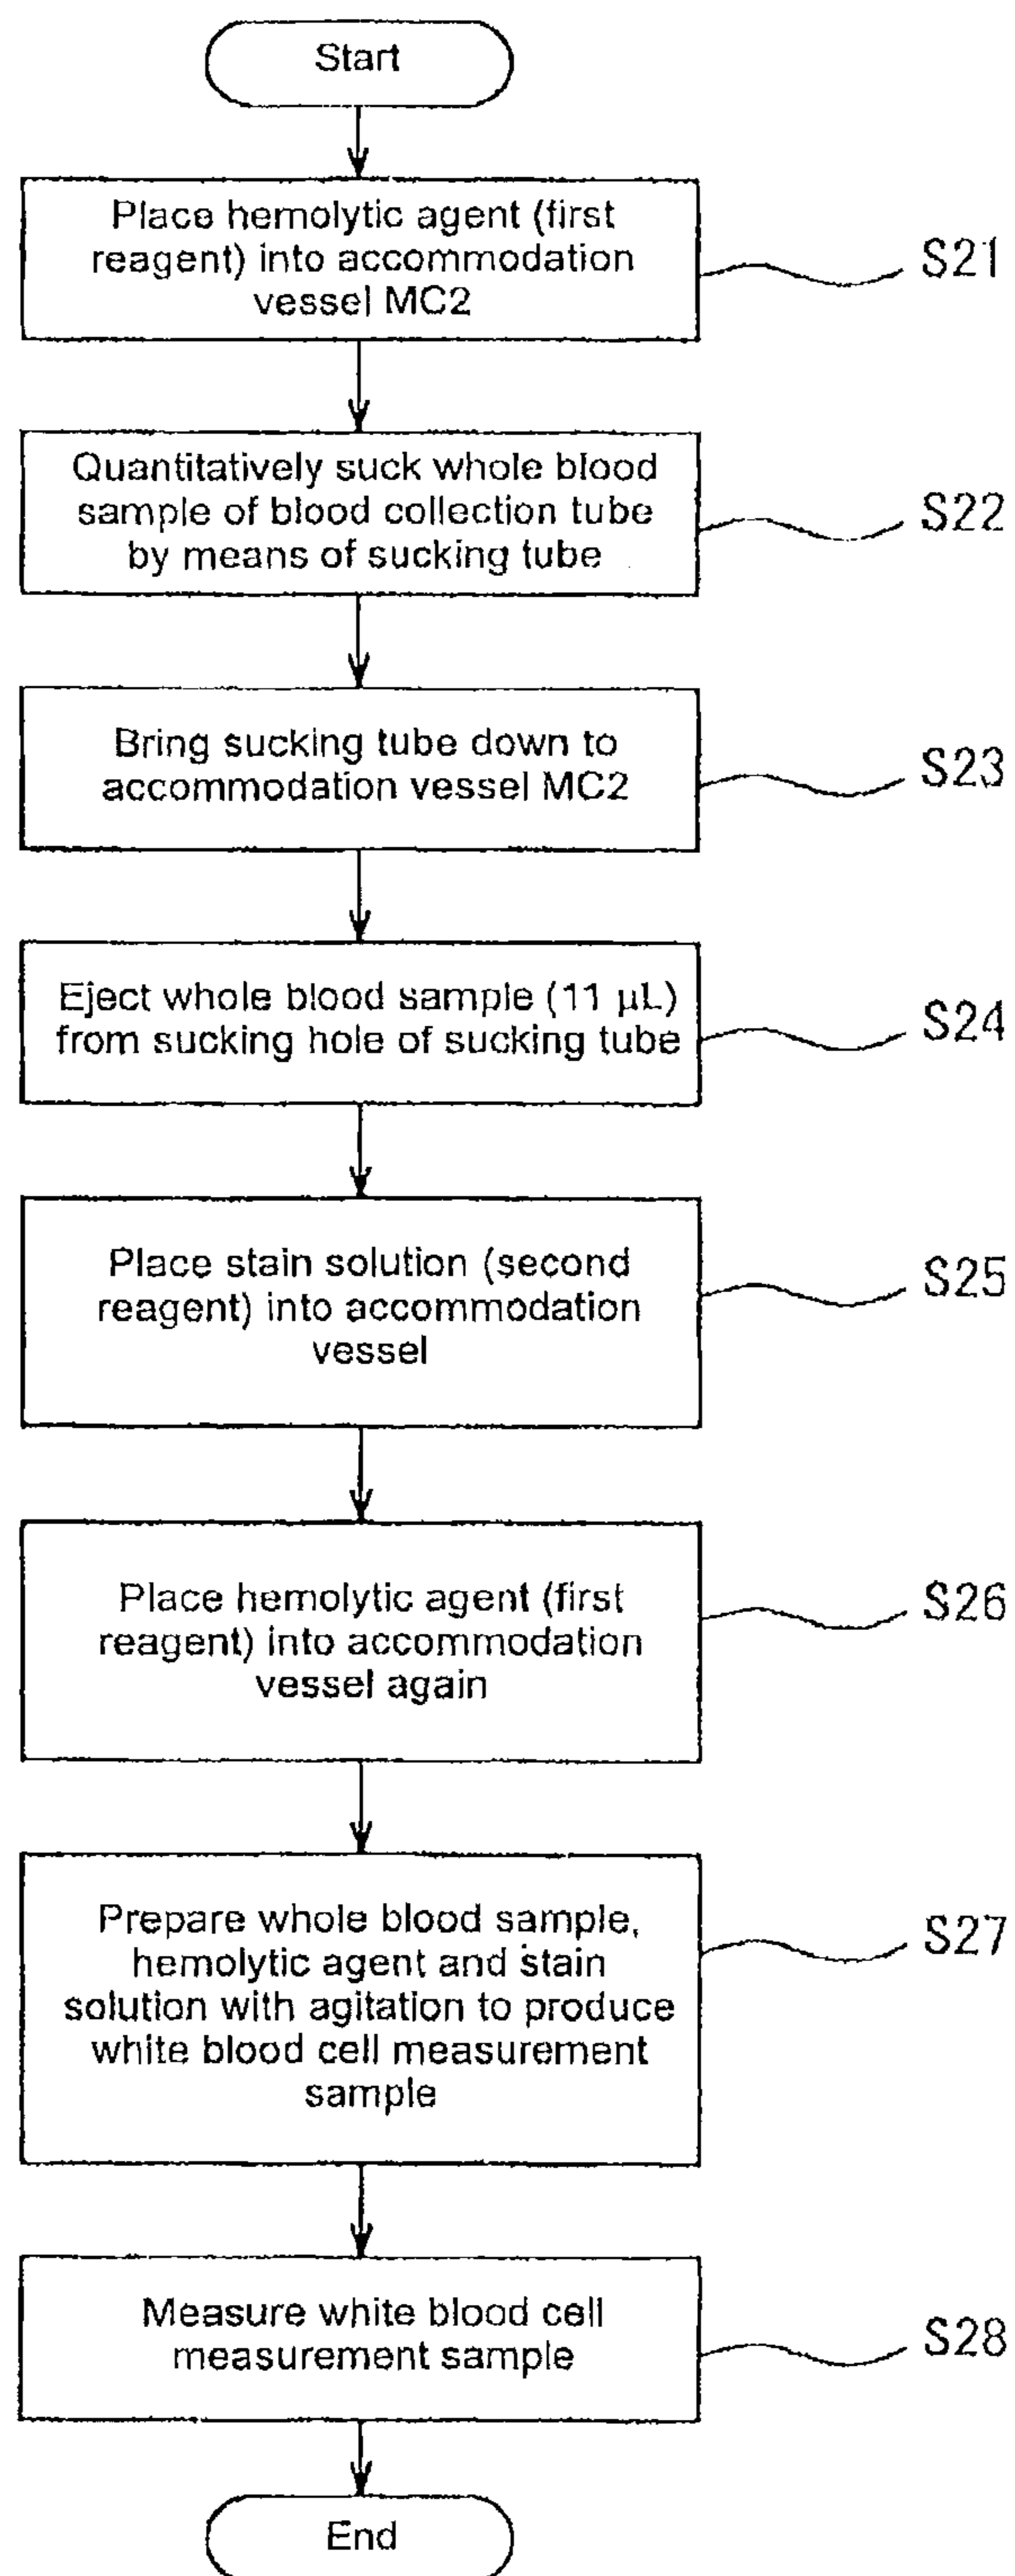 Start
Place hemolytic agent (first
reagent) into accommodation
vessel MC2
S21
Quantitatively suck whole blood
sample of blood collection tube
by means of sucking tube
S22
Bring sucking tube down to
accommodation vessel MC2
S23
Eject whole blood sample (11 µL)
from sucking hole of sucking tube
S24
Place stain solution (second
reagent) into accommodation
vessel
S25
Place hemolytic agent (first
reagent) into accommodation
vessel again
S26
Prepare whole blood sample,
hemolytic agent and stain
solution with agitation to produce
white blood cell measurement
sample
S27
Measure white blood cell
measurement sample
S28
End